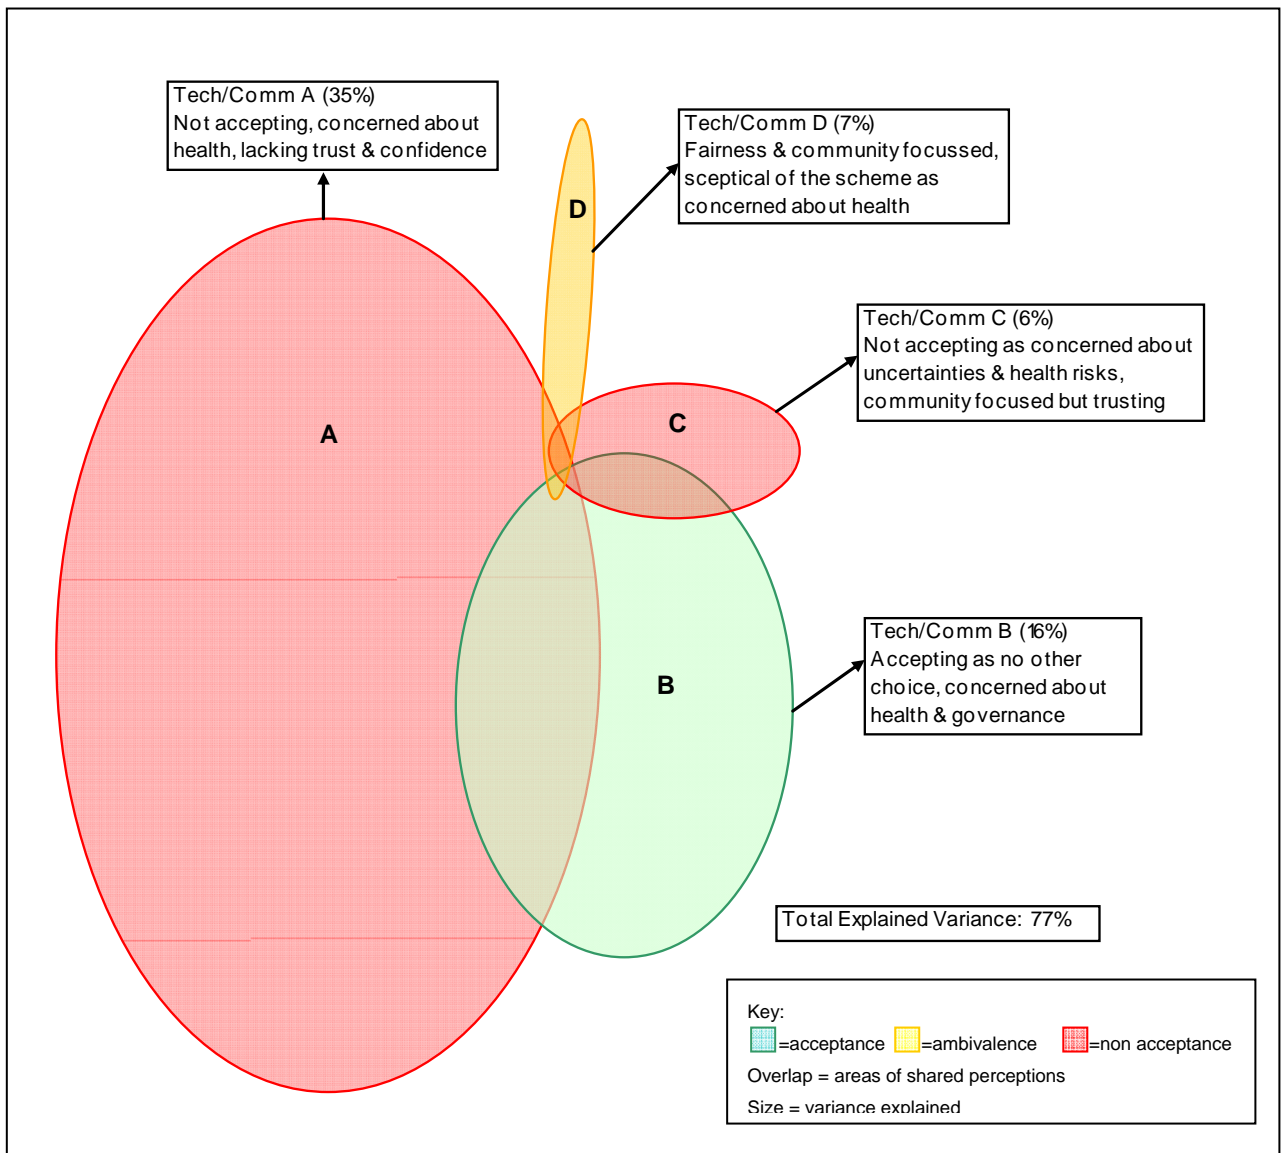 Tech/Comm A (35%)
Not accepting, concerned about
health, lacking trust & confidence
Tech/Comm D (7%)
Fairness & community focussed,
sceptical of the scheme as
concerned about health
D
Tech/Comm C (6%)
Not accepting as concerned about
uncertainties & health risks,
community focused but trusting
C
A
Tech/Comm B (16%)
Accepting as no other
choice, concerned about
health & governance
B
Total Explained Variance: 77%
Key:
=acceptance =ambivalence =non acceptance
Overlap = areas of shared perceptions
Size = variance explained